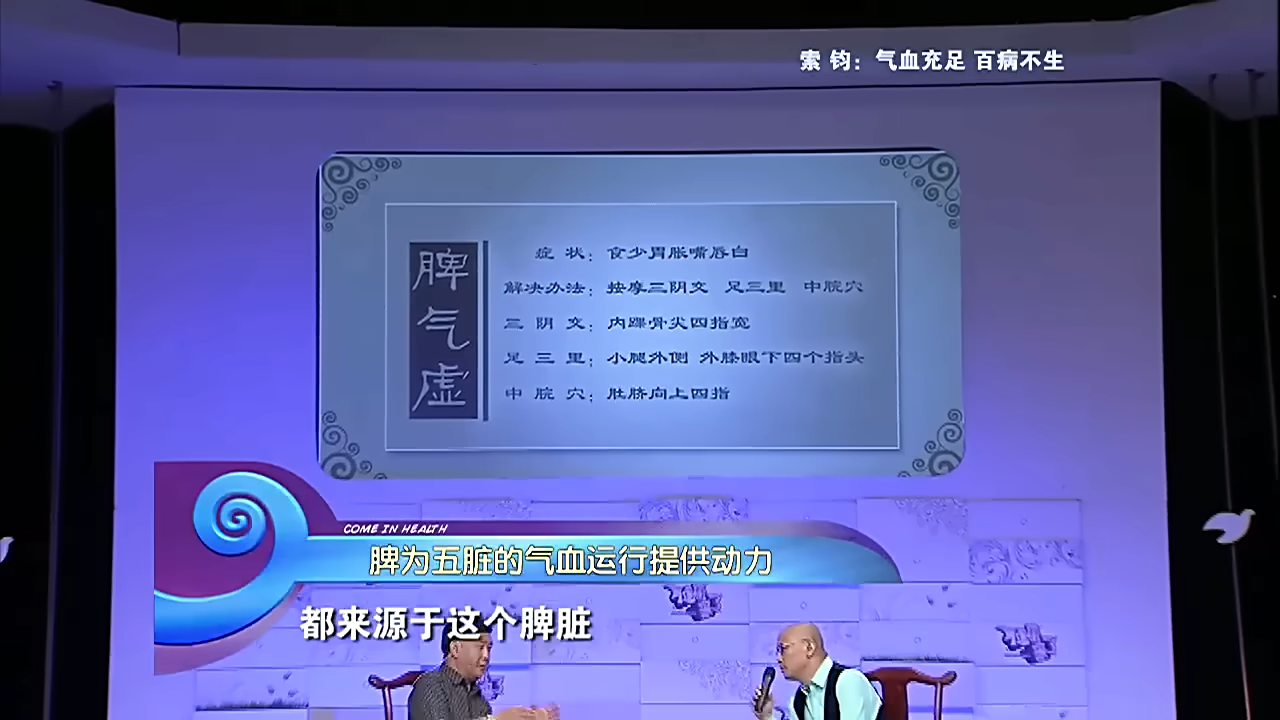 索钧：气血充足 百病不生
脾气虚
症状：食少胃胀嘴唇白
解决办法：按摩三阴交 足三里 中脘穴
三阴交：内踝骨尖四指宽
足三里：小腿外侧 外膝眼下四个指头
中脘穴：肚脐向上四指
COME IN HEALTH
脾为五脏的气血运行提供动力
都来源于这个脾脏